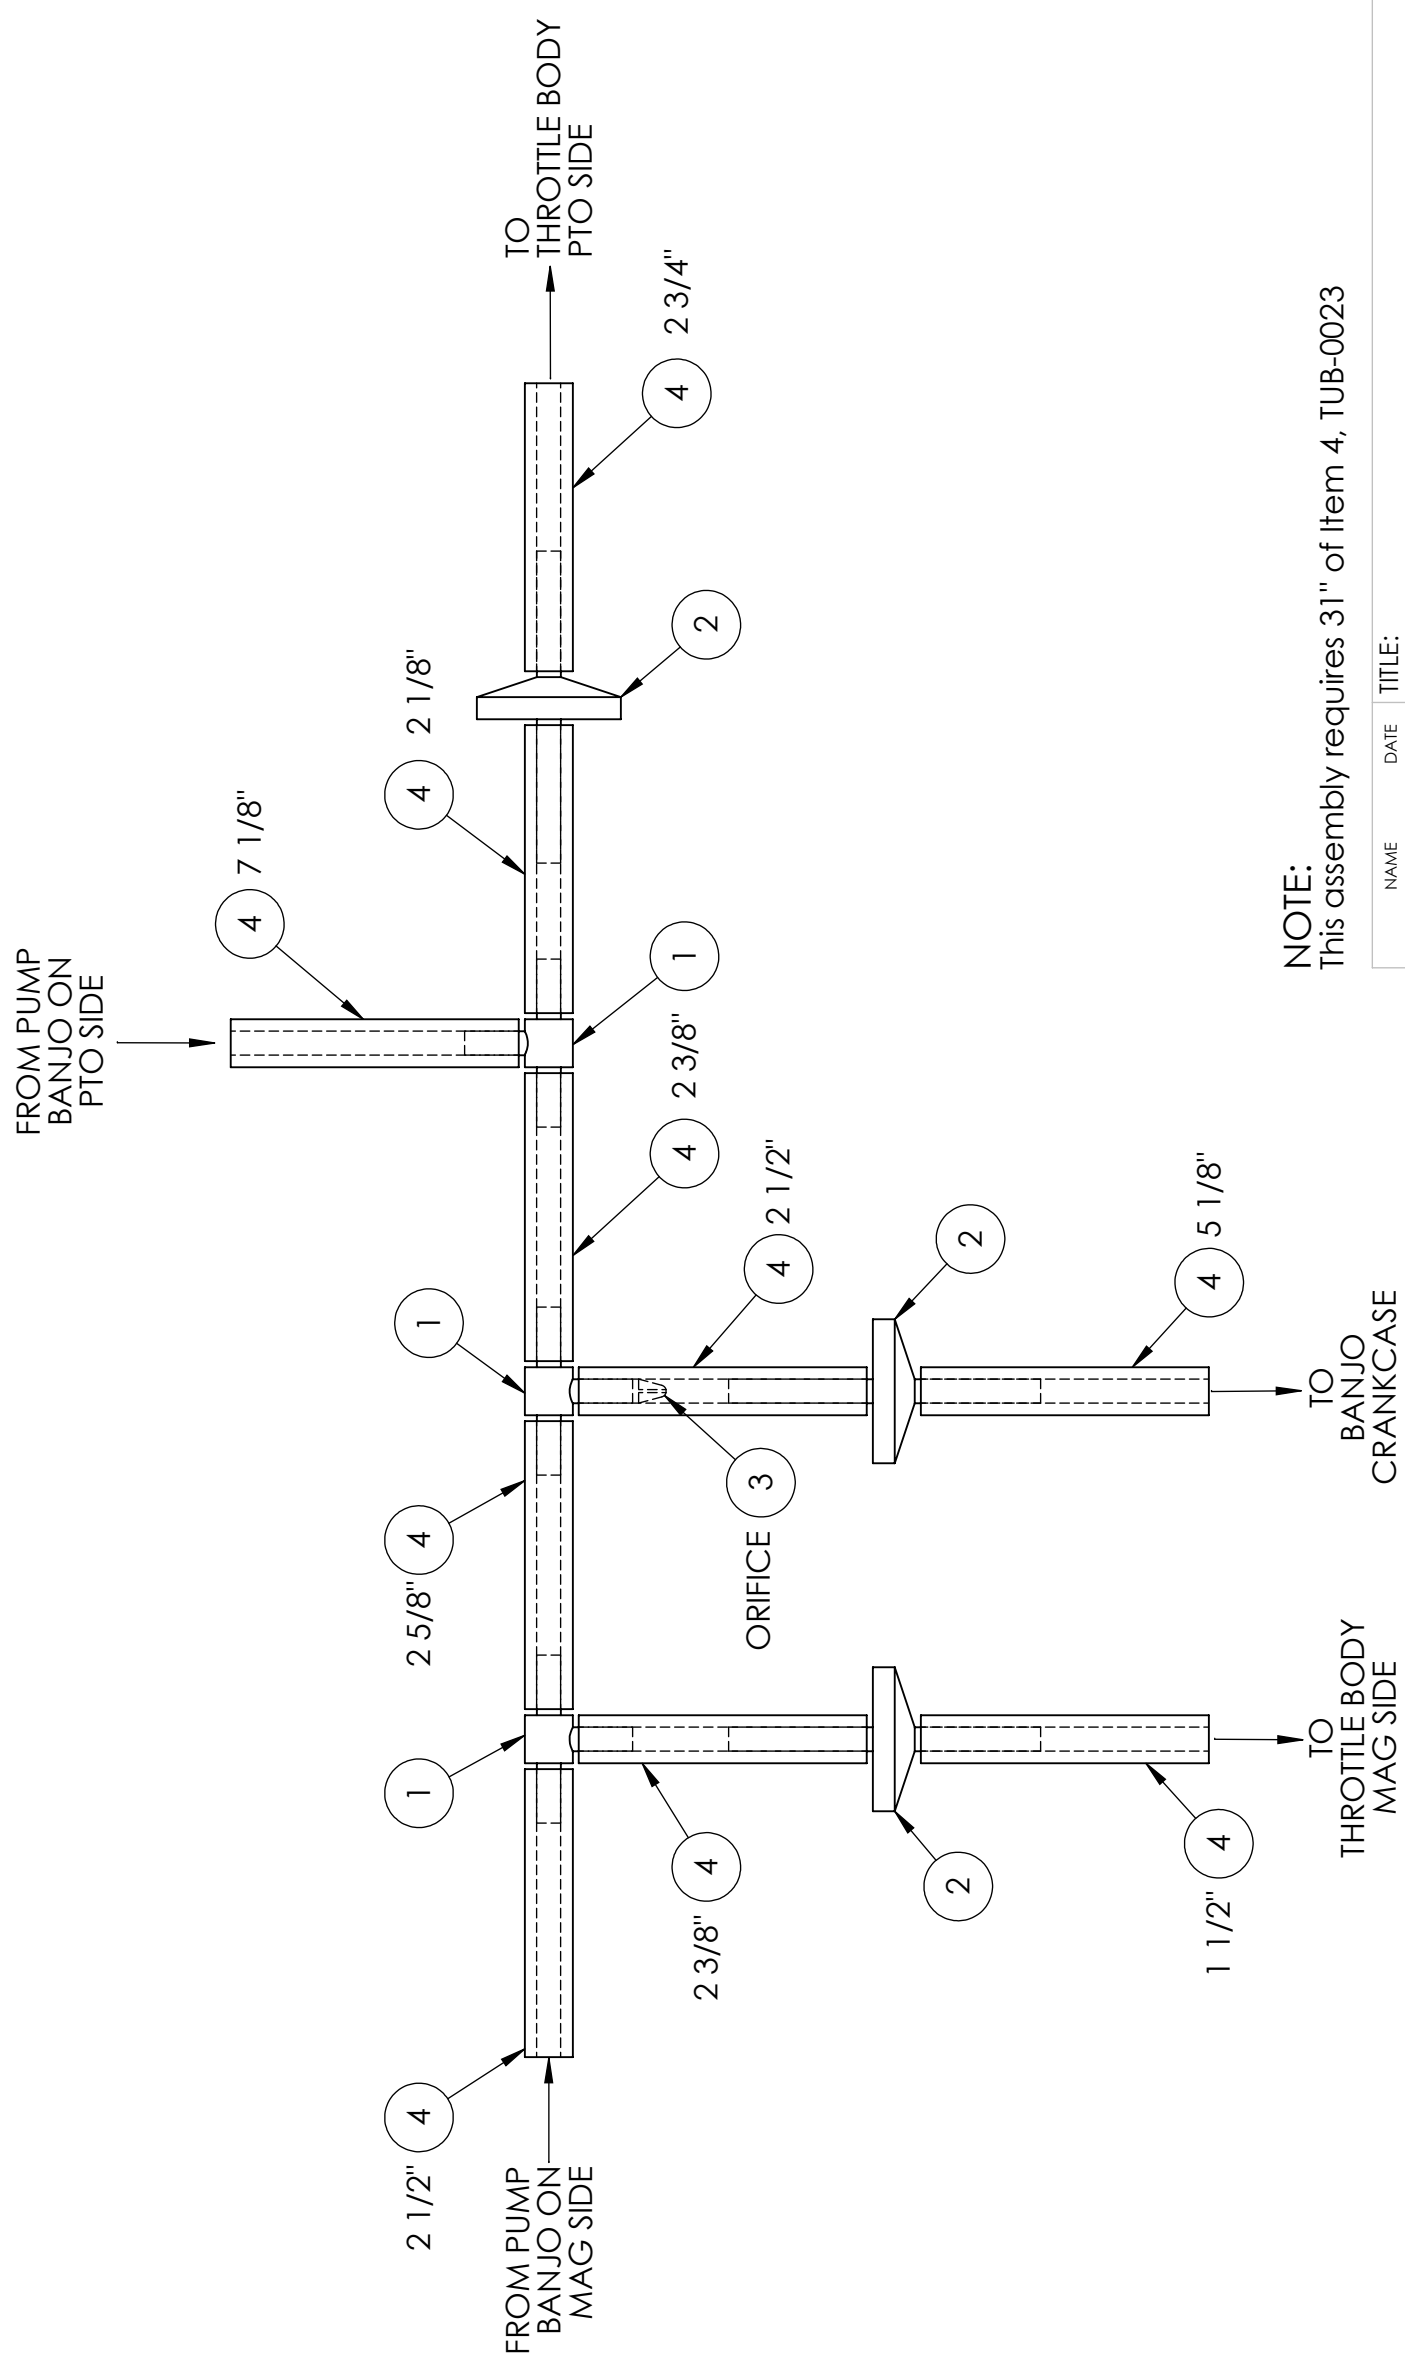 FROM PUMP
BANJO ON
PTO SIDE
4 7 1/8"
2 1/2" 4
2 5/8" 4
1
1
4 2 1/8"
FROM PUMP
BANJO ON
MAG SIDE
TO
THROTTLE BODY
PTO SIDE
2 3/8" 4
4 2 3/8"
1
2
4 2 3/4"
ORIFICE 3
4 2 1/2"
2
2
1 1/2" 4
4 5 1/8"
TO
THROTTLE BODY
MAG SIDE
TO
BANJO
CRANKCASE
NOTE:
This assembly requires 31" of Item 4, TUB-0023
NAME DATE TITLE: